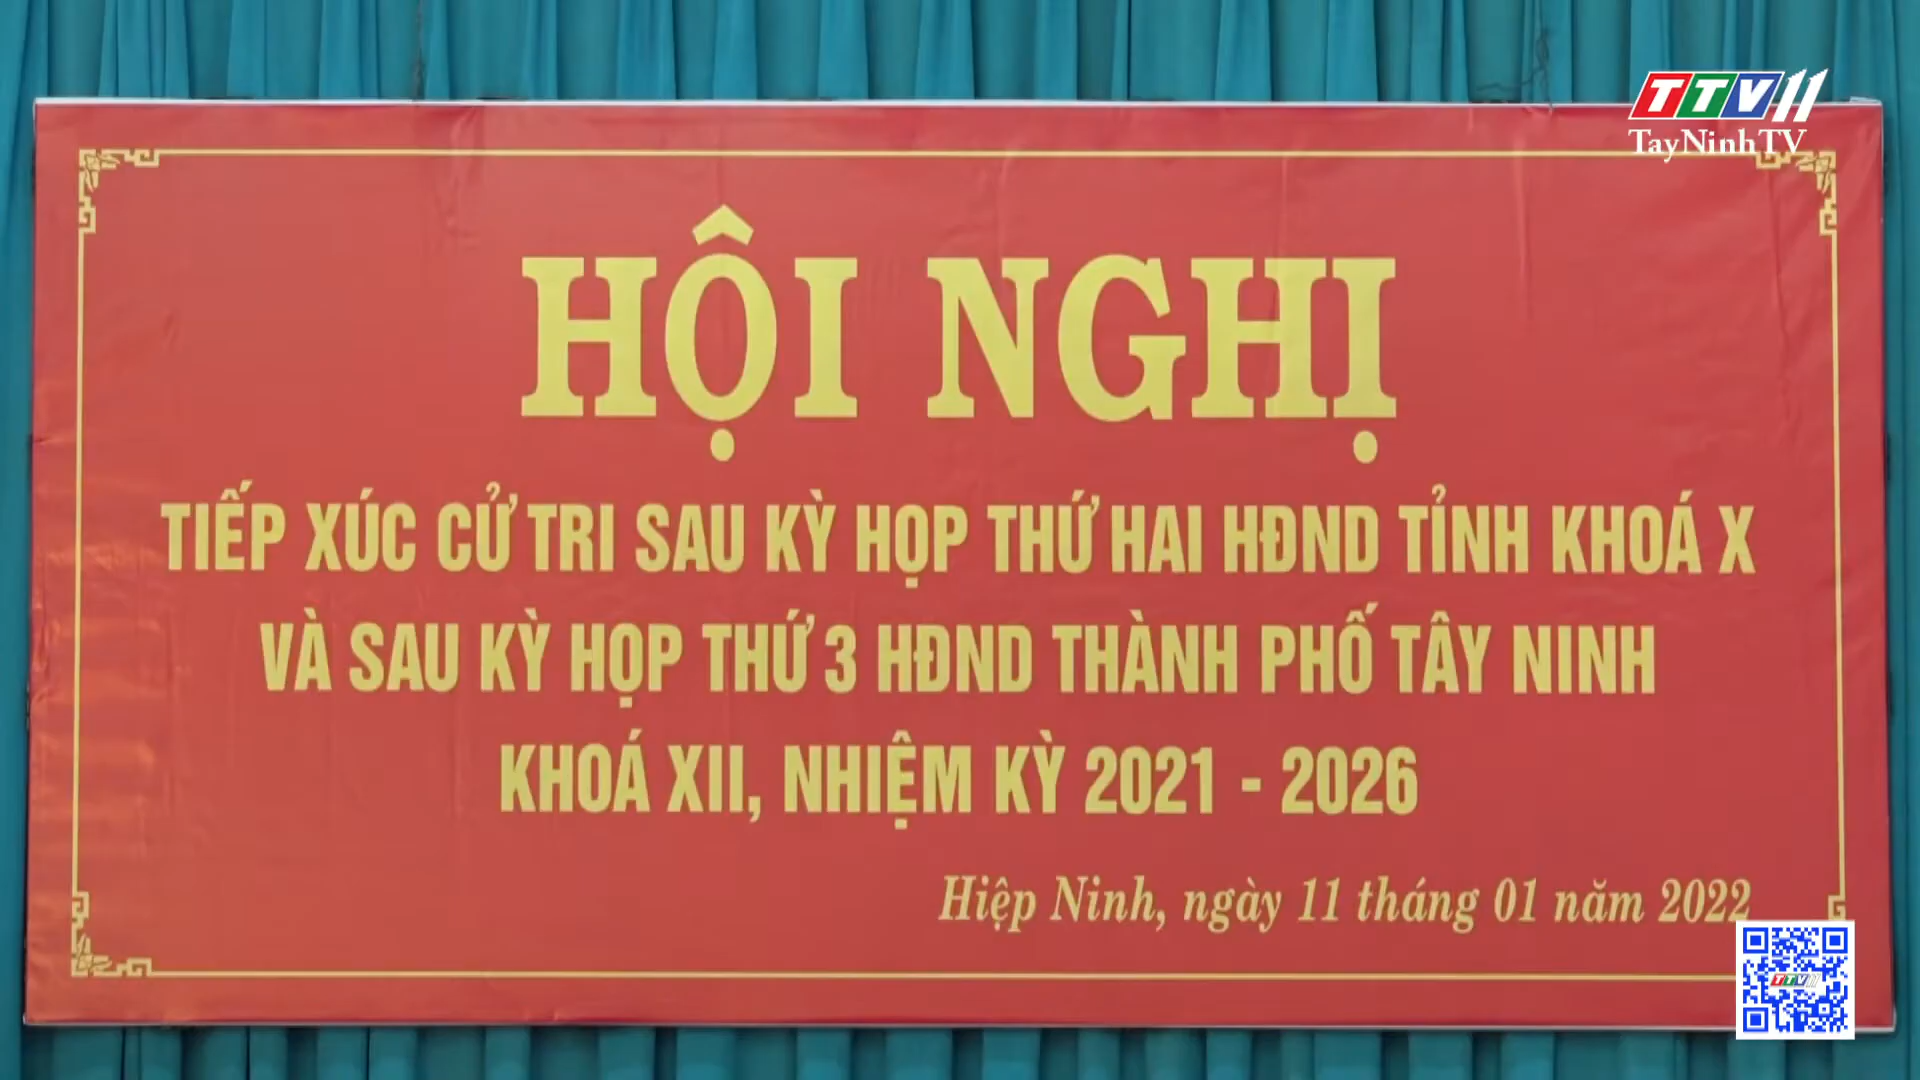 TTV11
TayNinhTV
HỘI NGHỊ
TIẾP XÚC CỬ TRI SAU KỲ HỌP THỨ HAI HĐND TỈNH KHOÁ X
VÀ SAU KỲ HỌP THỨ 3 HĐND THÀNH PHỐ TÂY NINH
KHOÁ XII, NHIỆM KỲ 2021 - 2026
Hiệp Ninh, ngày 11 tháng 01 năm 2022
TTV11